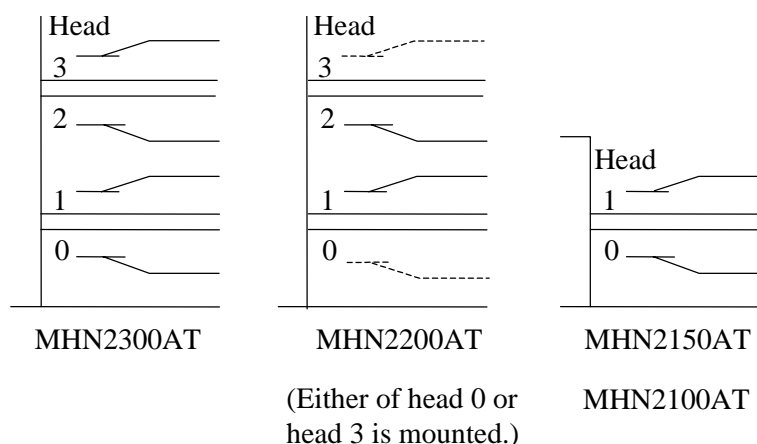 Head
3
2
1
0
MHN2300AT
Head
3
2
1
0
MHN2200AT
(Either of head 0 or
head 3 is mounted.)
Head
1
0
MHN2150AT
MHN2100AT